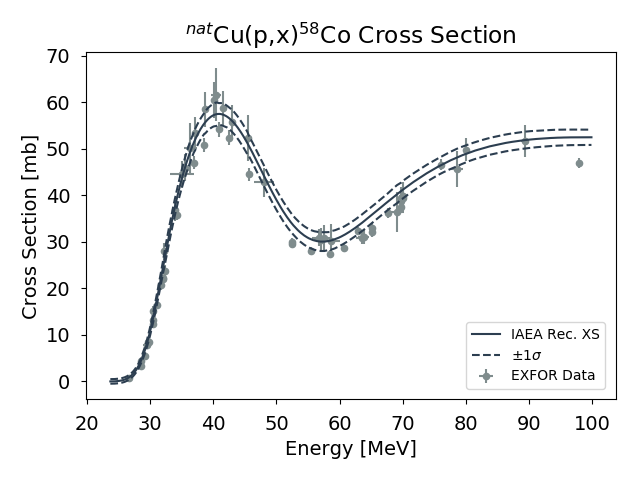 natCu(p,x)58Co Cross Section
70
60
50
40
30
20
10
0
Cross Section [mb]
20 30 40 50 60 70 80 90 100
Energy [MeV]
IAEA Rec. XS
±1σ
EXFOR Data